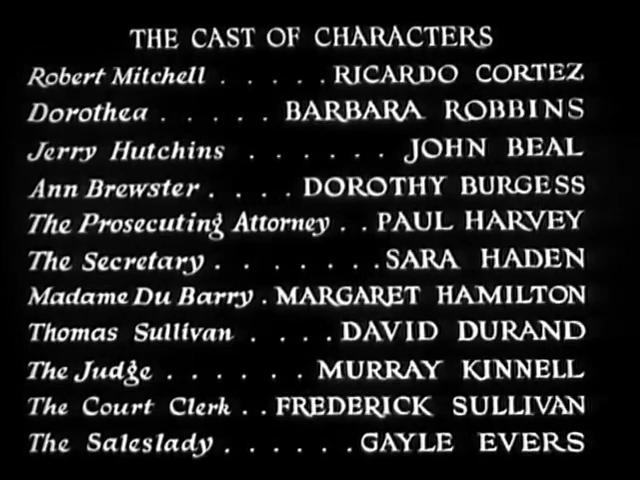 THE CAST OF CHARACTERS
Robert Mitchell . . . . . RICARDO CORTEZ
Dorothea . . . . . BARBARA ROBBINS
Jerry Hutchins . . . . . . JOHN BEAL
Ann Brewster . . . . DOROTHY BURGESS
The Prosecuting Attorney . . PAUL HARVEY
The Secretary . . . . . . . SARA HADEN
Madame Du Barry . MARGARET HAMILTON
Thomas Sullivan . . . . DAVID DURAND
The Judge . . . . . . MURRAY KINNELL
The Court Clerk . . FREDERICK SULLIVAN
The Saleslady . . . . . . GAYLE EVERS